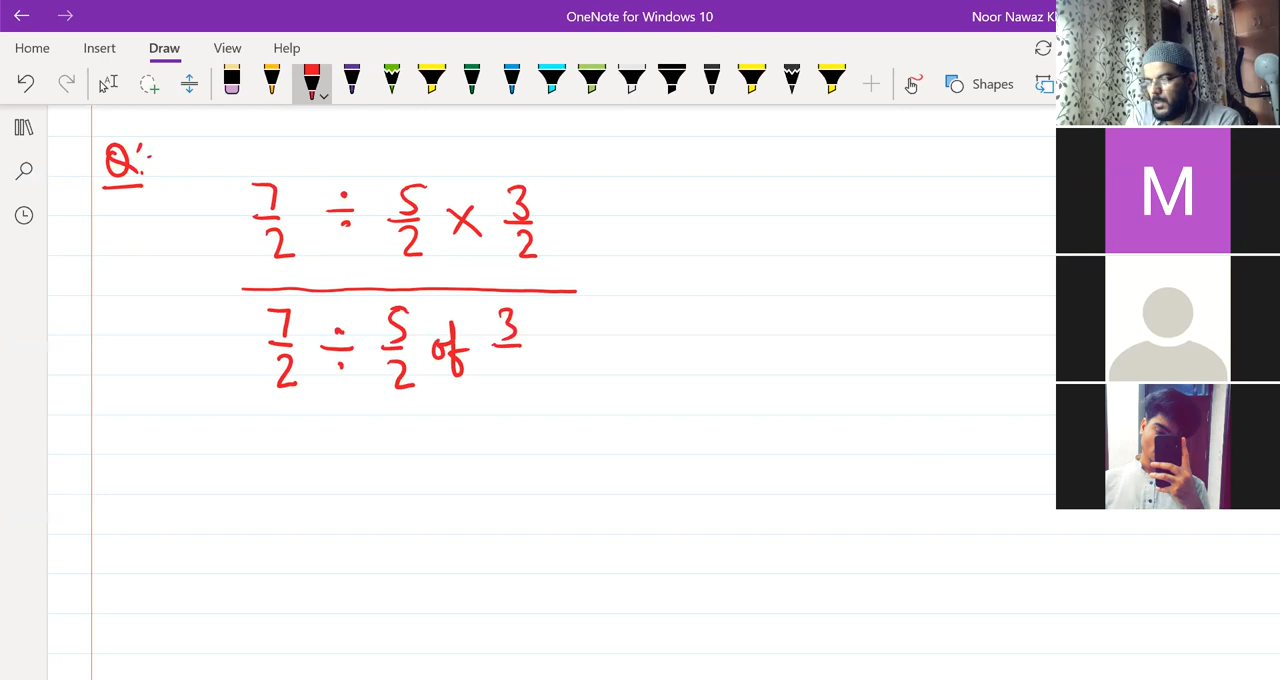 OneNote for Windows 10
Noor Nawaz Kh
Home Insert Draw View Help
Shapes
Q:
7/2 ÷ 5/2 × 3/2
7/2 ÷ 5/2 of 3
M